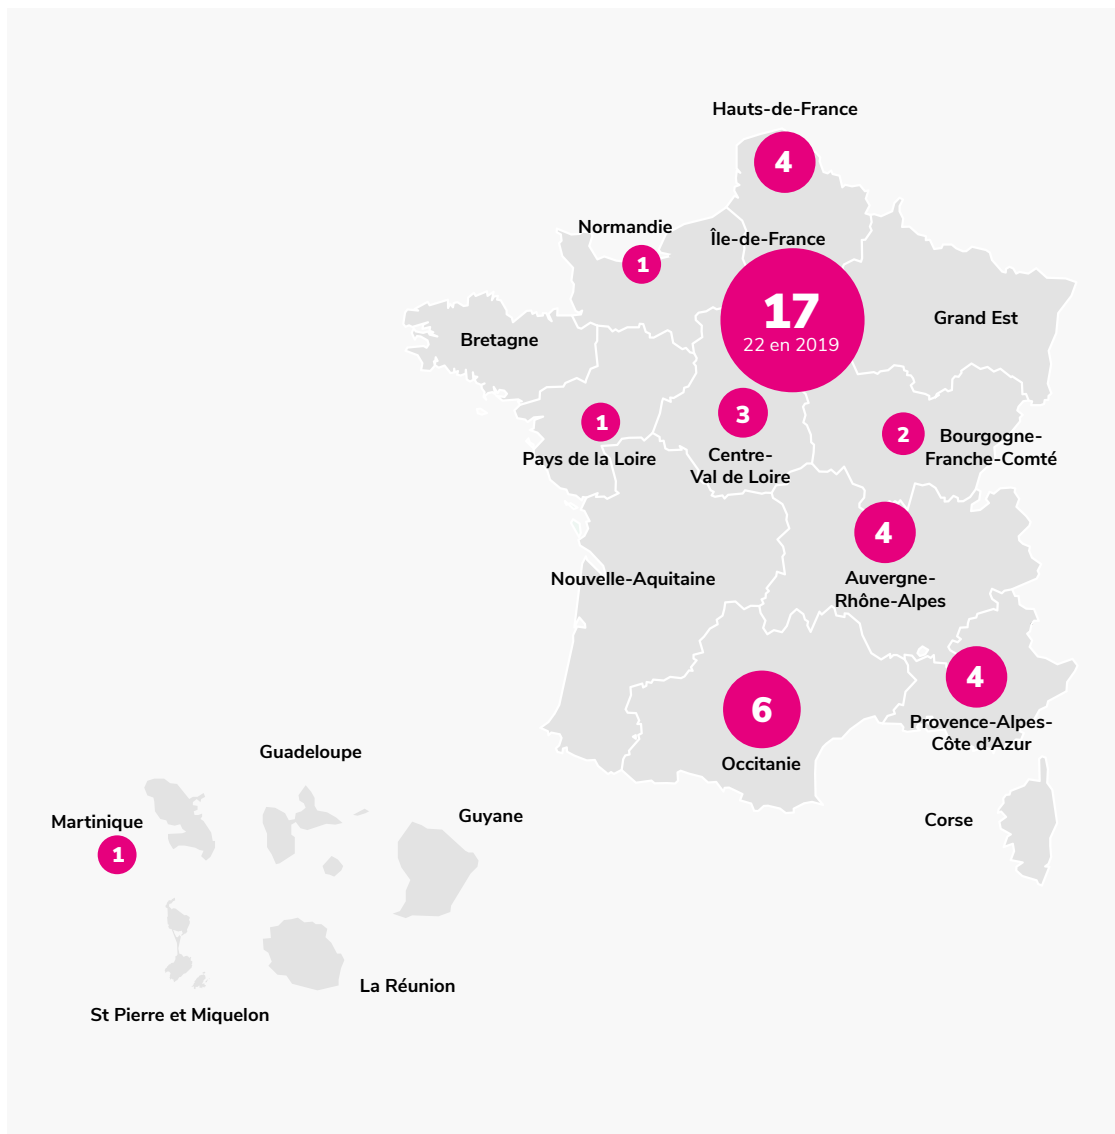 Hauts-de-France
4
Normandie
1
Île-de-France
17
22 en 2019
Grand Est
Bretagne
1
Pays de la Loire
3
Centre-
Val de Loire
2
Bourgogne-
Franche-Comté
4
Auvergne-
Rhône-Alpes
Nouvelle-Aquitaine
4
Provence-Alpes-
Côte d’Azur
6
Occitanie
Corse
Guadeloupe
Martinique
1
Guyane
La Réunion
St Pierre et Miquelon